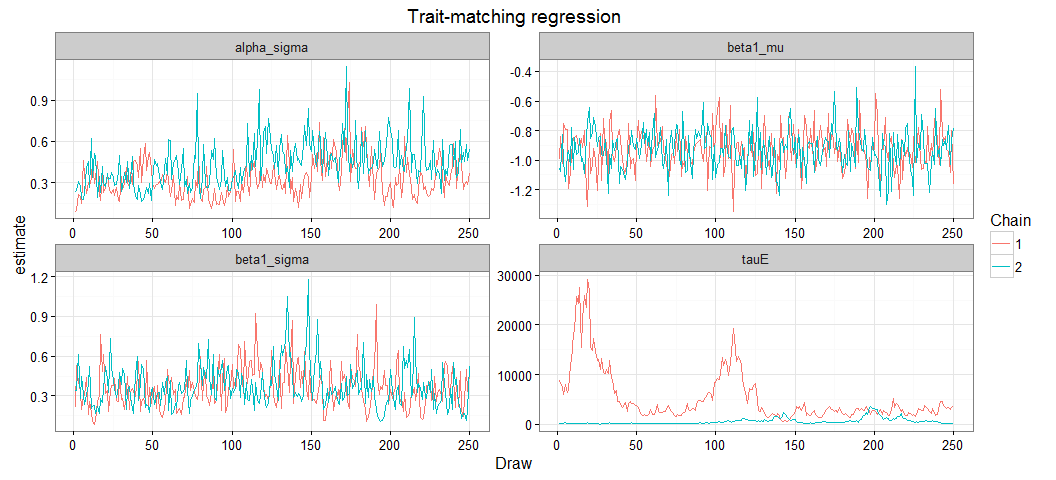 Trait-matching regression
alpha_sigma
beta1_mu
0.9
0.6
0.3
0 50 100 150 200 250
-0.4
-0.6
-0.8
-1.0
-1.2
0 50 100 150 200 250
beta1_sigma
tauE
1.2
0.9
0.6
0.3
0 50 100 150 200 250
30000
20000
10000
0
0 50 100 150 200 250
estimate
Draw
Chain
1
2